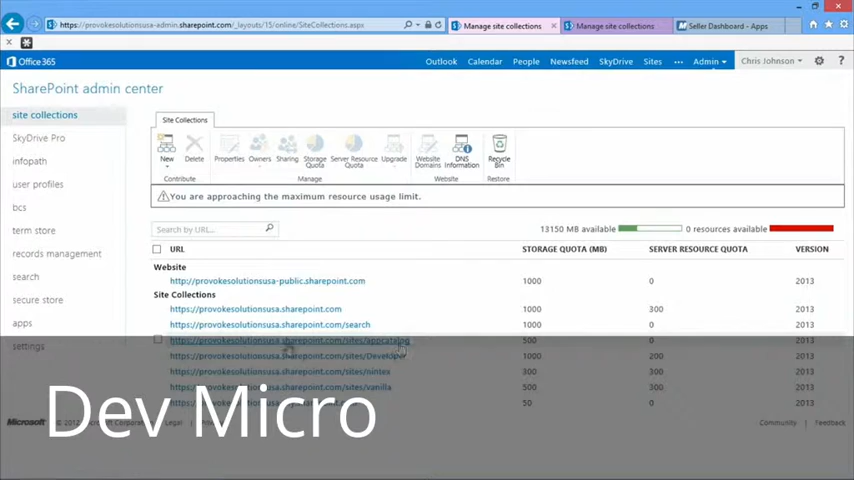 https://provokesolutionsusa-admin.sharepoint.com/_layouts/15/online/SiteCollections.aspx
Manage site collections
Manage site collections
Seller Dashboard - Apps
Office 365
Outlook Calendar People Newsfeed SkyDrive Sites ... Admin
Chris Johnson
?
SharePoint admin center
site collections
SkyDrive Pro
infopath
user profiles
bcs
term store
records management
search
secure store
apps
settings
Site Collections
New
Delete
Properties
Owners
Sharing
Storage Quota
Server Resource Quota
Upgrade
Website Domains
DNS Information
Recycle Bin
Contribute
Manage
Website
Restore
You are approaching the maximum resource usage limit.
Search by URL...
13150 MB available
0 resources available
URL STORAGE QUOTA (MB) SERVER RESOURCE QUOTA VERSION
Website
http://provokesolutionsusa-public.sharepoint.com 1000 0 2013
Site Collections
https://provokesolutionsusa.sharepoint.com 1000 300 2013
https://provokesolutionsusa.sharepoint.com/search 1000 0 2013
https://provokesolutionsusa.sharepoint.com/sites/appcatalog 500 0 2013
https://provokesolutionsusa.sharepoint.com/sites/Developer 1000 200 2013
https://provokesolutionsusa.sharepoint.com/sites/nintex 300 300 2013
https://provokesolutionsusa.sharepoint.com/sites/vanilla 500 300 2013
50 0 2013
Dev Micro
Microsoft
Legal
Community
Feedback